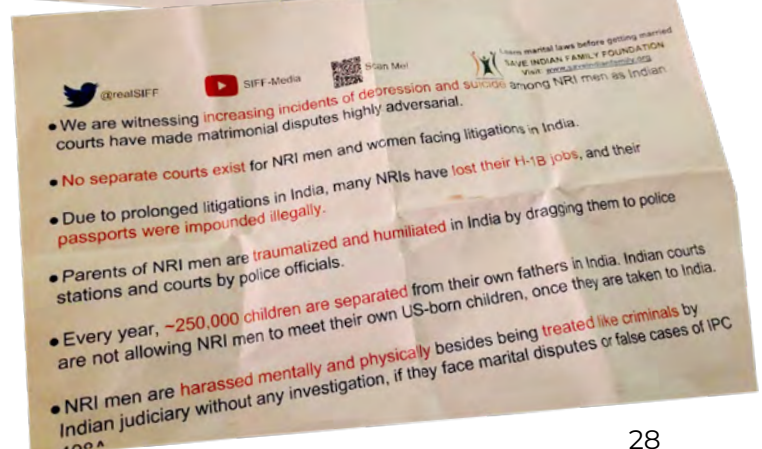 @realSIFF
SIFF-Media
Scan Me!
Learn marital laws before getting married
SAVE INDIAN FAMILY FOUNDATION
Visit: www.saveindianfamily.org
• We are witnessing increasing incidents of depression and suicide among NRI men as Indian
courts have made matrimonial disputes highly adversarial.
• No separate courts exist for NRI men and women facing litigations in India.
• Due to prolonged litigations in India, many NRIs have lost their H-1B jobs, and their
passports were impounded illegally.
• Parents of NRI men are traumatized and humiliated in India by dragging them to police
stations and courts by police officials.
• Every year, ~250,000 children are separated from their own fathers in India. Indian courts
are not allowing NRI men to meet their own US-born children, once they are taken to India.
• NRI men are harassed mentally and physically besides being treated like criminals by
Indian judiciary without any investigation, if they face marital disputes or false cases of IPC
28